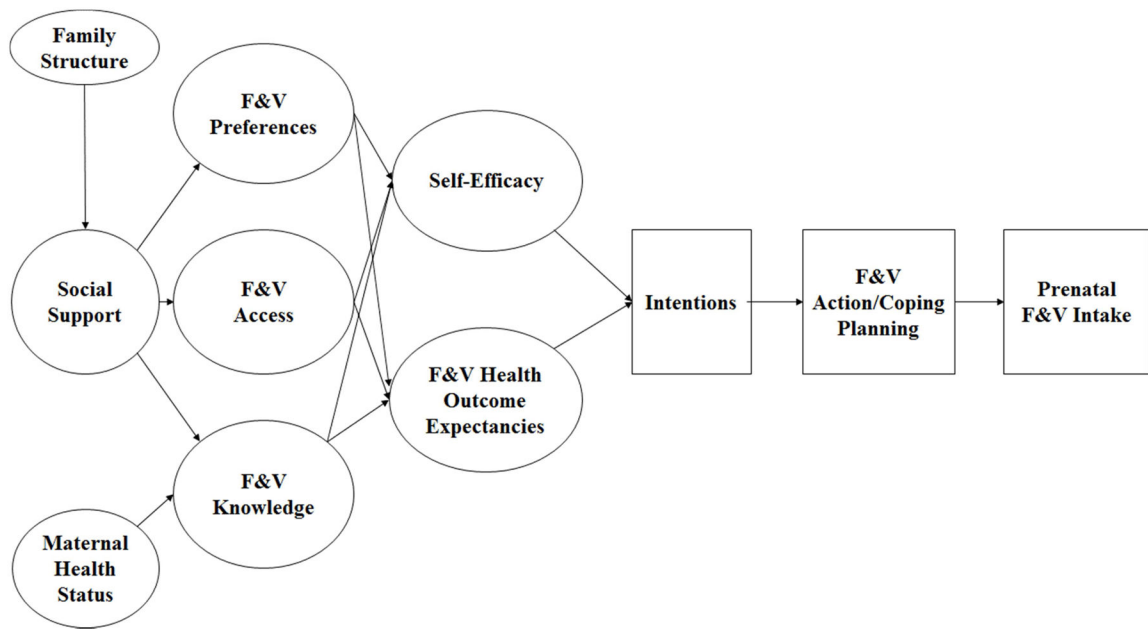 Family
Structure
F&V
Preferences
Self-Efficacy
Social
Support
F&V
Access
Intentions
F&V
Action/Coping
Planning
Prenatal
F&V Intake
F&V Health
Outcome
Expectancies
F&V
Knowledge
Maternal
Health
Status